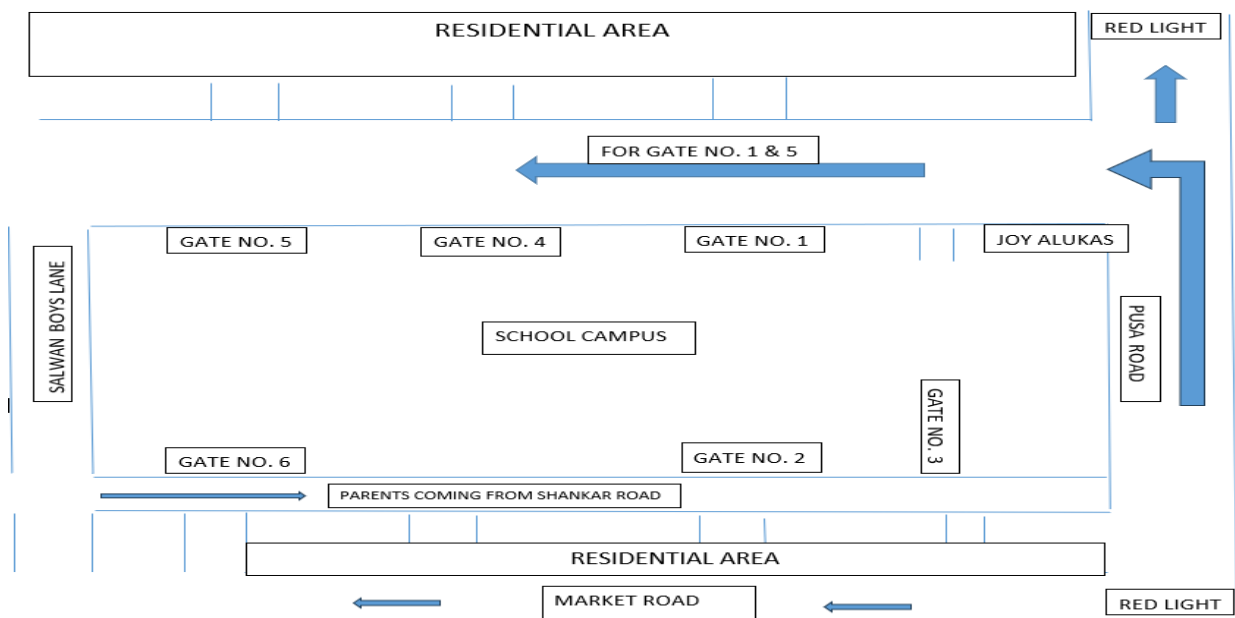 RESIDENTIAL AREA
RED LIGHT
FOR GATE NO. 1 & 5
GATE NO. 5
GATE NO. 4
GATE NO. 1
JOY ALUKAS
SALWAN BOYS LANE
SCHOOL CAMPUS
PUSA ROAD
GATE NO. 3
GATE NO. 6
GATE NO. 2
PARENTS COMING FROM SHANKAR ROAD
RESIDENTIAL AREA
MARKET ROAD
RED LIGHT